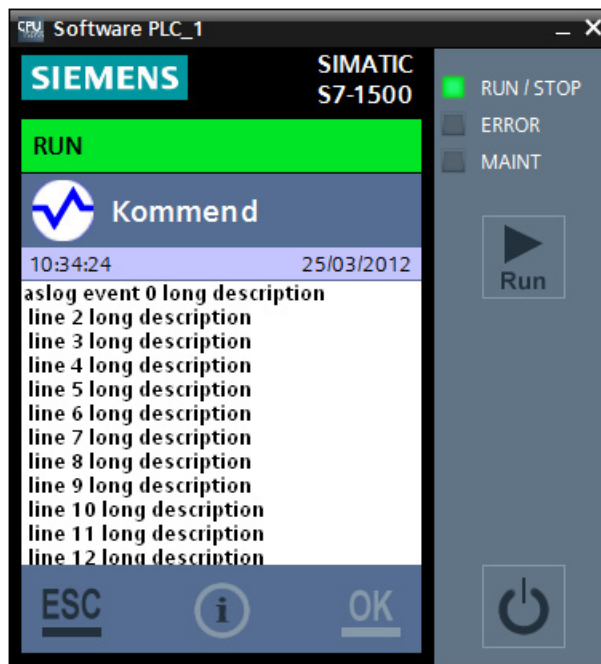 CPU Software PLC_1
SIEMENS
SIMATIC
S7-1500
RUN / STOP
ERROR
MAINT
RUN
Kommend
10:34:24 25/03/2012
Run
aslog event 0 long description
line 2 long description
line 3 long description
line 4 long description
line 5 long description
line 6 long description
line 7 long description
line 8 long description
line 9 long description
line 10 long description
line 11 long description
line 12 long description
ESC i OK